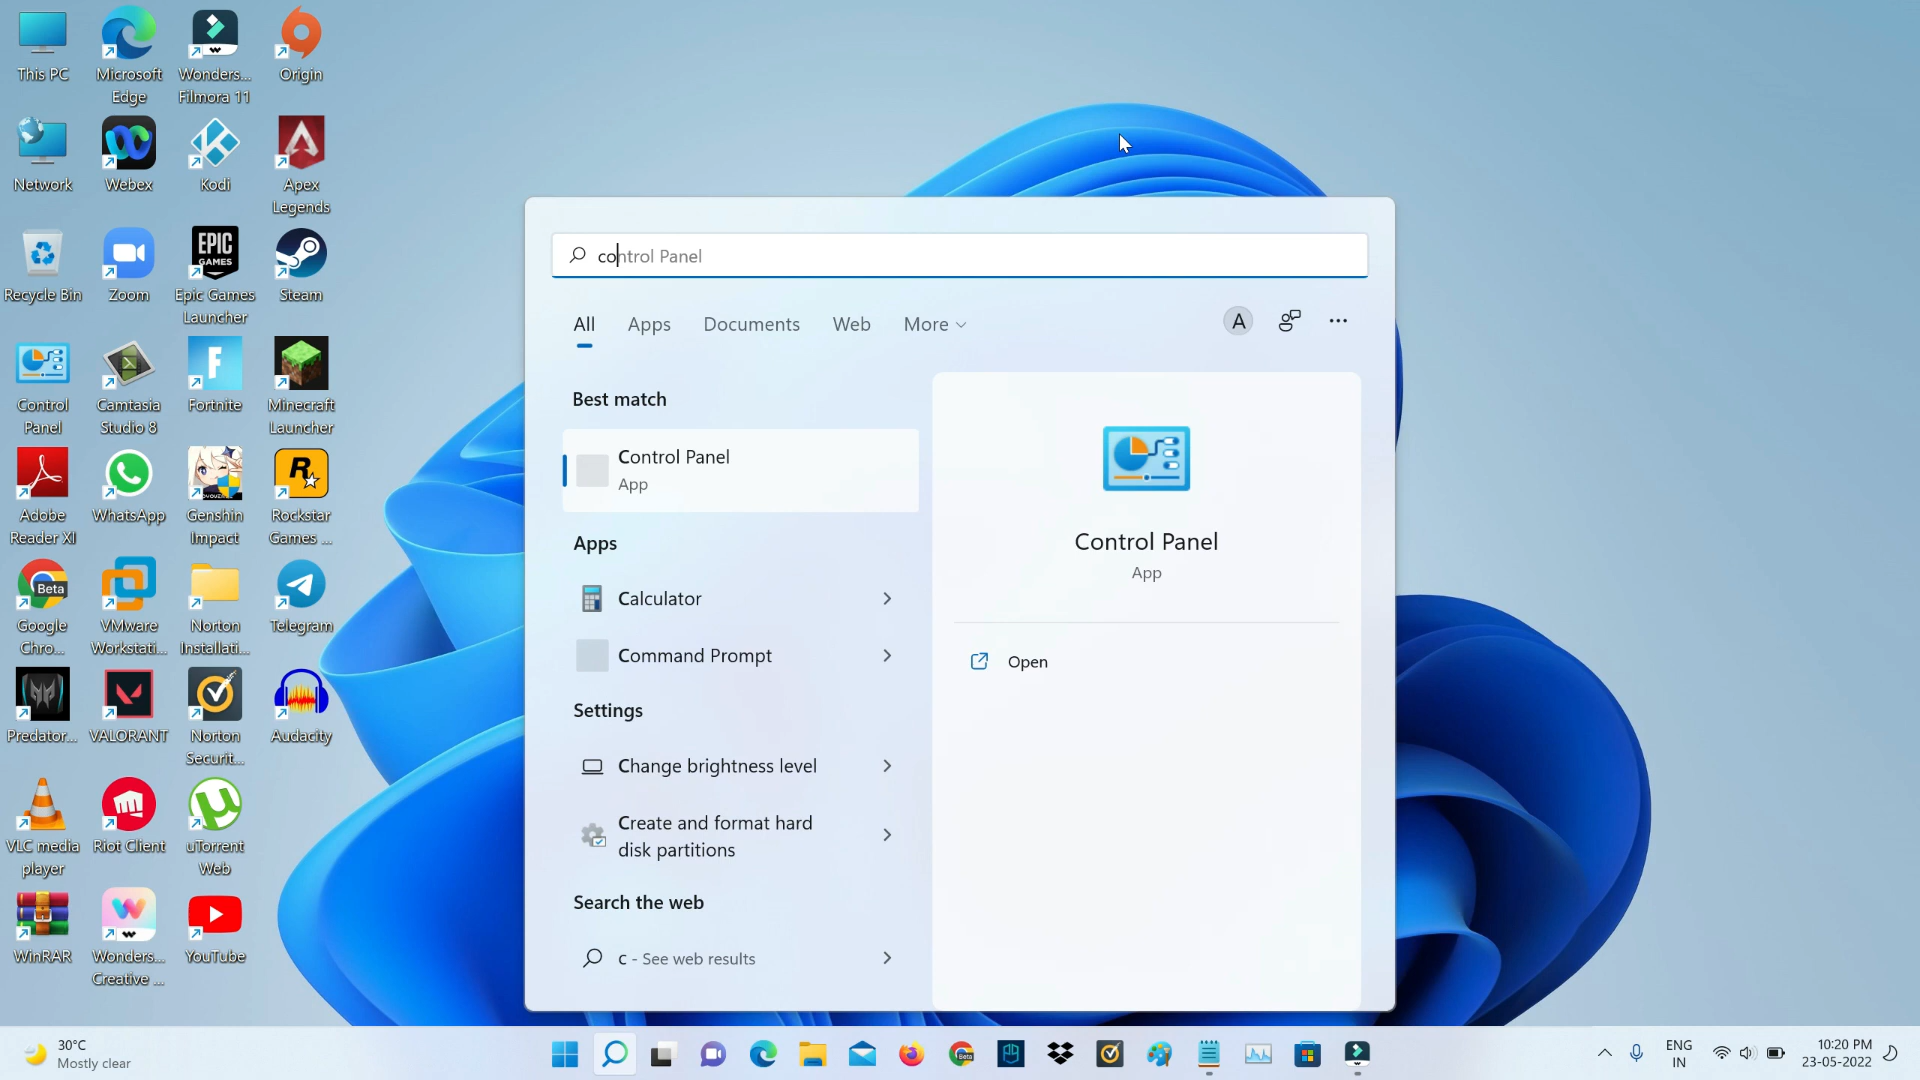 This PC
Microsoft
Edge
Wonders...
Filmora 11
Origin
Network
Webex
Kodi
Apex
Legends
Recycle Bin
Zoom
EPIC
GAMES
Epic Games
Launcher
Steam
Control
Panel
Camtasia
Studio 8
Fortnite
Minecraft
Launcher
Adobe
Reader XI
WhatsApp
Genshin
Impact
Rockstar
Games ...
Beta
Google
Chro...
VMware
Workstati...
Norton
Installati...
Telegram
Predator...
VALORANT
Norton
Securit...
Audacity
VLC media
player
Riot Client
uTorrent
Web
WinRAR
Wonders...
Creative ...
YouTube
control Panel
All
Apps
Documents
Web
More
A
Best match
Control Panel
App
Apps
Calculator
Command Prompt
Settings
Change brightness level
Create and format hard
disk partitions
Search the web
c - See web results
Control Panel
App
Open
30°C
Mostly clear
Beta
ENG
IN
10:20 PM
23-05-2022